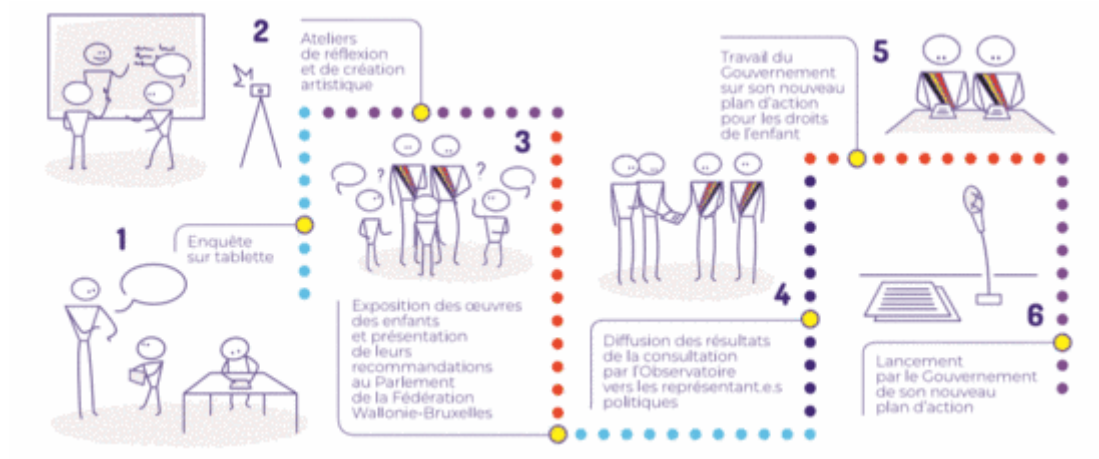 1
Enquête
sur tablette
2
Ateliers
de réflexion
et de création
artistique
3
Exposition des œuvres
des enfants
et présentation
de leurs
recommandations
au Parlement
de la Fédération
Wallonie-Bruxelles
4
Diffusion des résultats
de la consultation
par l'Observatoire
vers les représentant.e.s
politiques
5
Travail du
Gouvernement
sur son nouveau
plan d'action
pour les droits
de l'enfant
6
Lancement
par le Gouvernement
de son nouveau
plan d'action
?
?